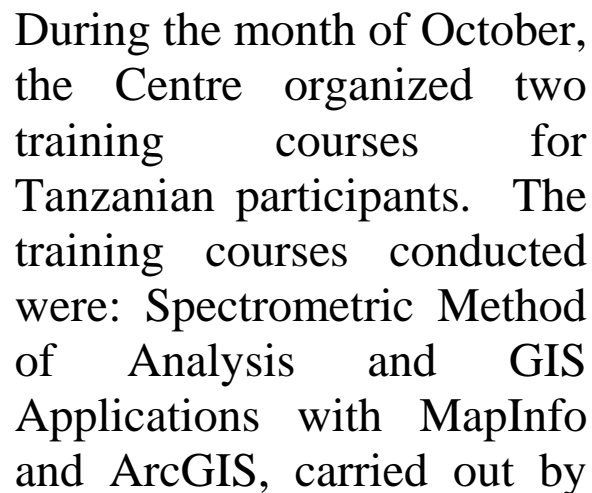 During the month of October,
the Centre organized two
training courses for
Tanzanian participants. The
training courses conducted
were: Spectrometric Method
of Analysis and GIS
Applications with MapInfo
and ArcGIS, carried out by